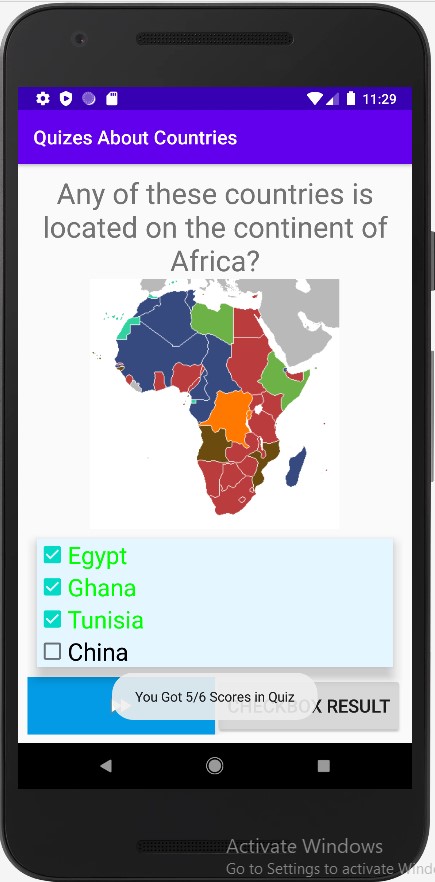 11:29
Quizes About Countries
Any of these countries is
located on the continent of
Africa?
Egypt
Ghana
Tunisia
China
You Got 5/6 Scores in Quiz
CHECKBOX RESULT
Activate Windows
Go to Settings to activate Wind